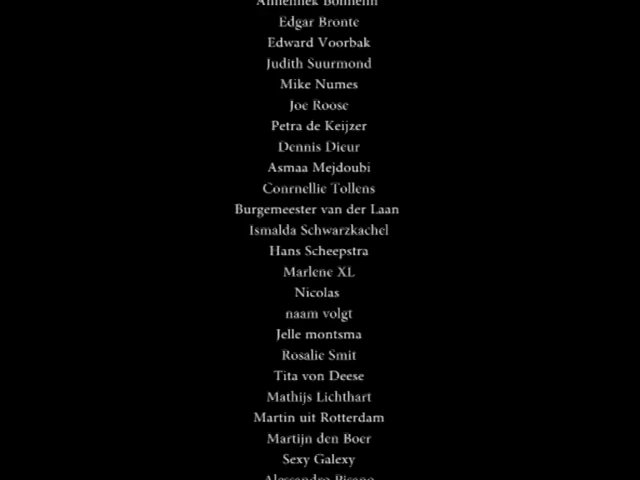 Edgar Bronte
Edward Voorbak
Judith Suurmond
Mike Numes
Joe Roose
Petra de Keijzer
Dennis Dieur
Asmaa Mejdoubi
Conrnellie Tollens
Burgemeester van der Laan
Ismalda Schwarzkachel
Hans Scheepstra
Marlene XL
Nicolas
naam volgt
Jelle montsma
Rosalie Smit
Tita von Deese
Mathijs Lichthart
Martin uit Rotterdam
Martijn den Boer
Sexy Galexy